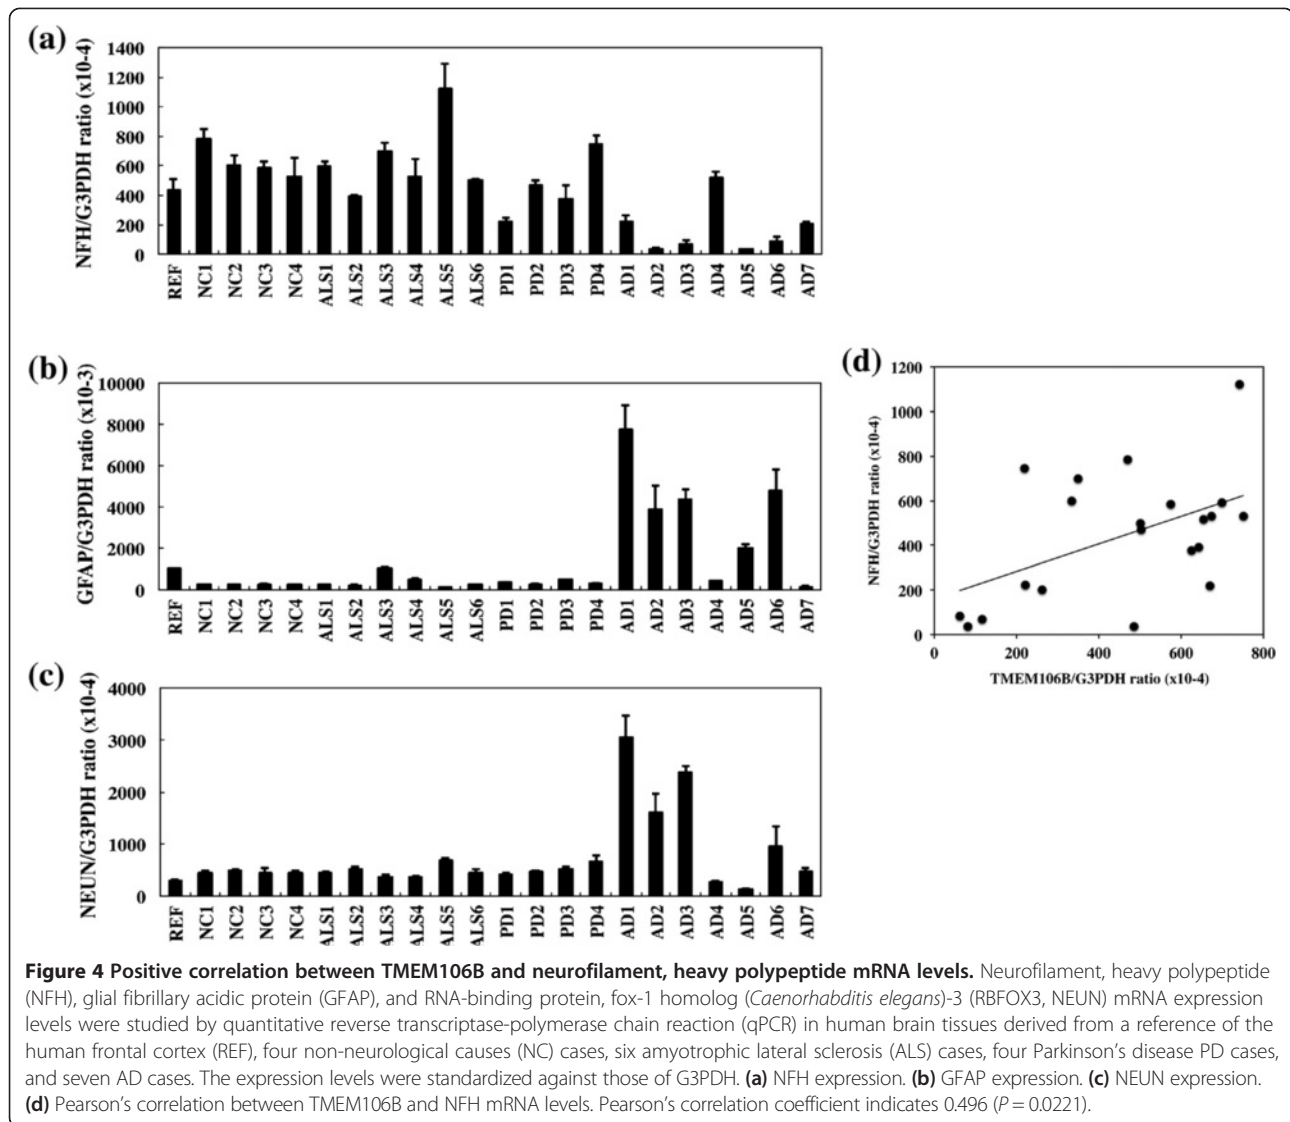 (a)
NFH/G3PDH ratio (x10-4)
1400
1200
1000
800
600
400
200
0
REF NC1 NC2 NC3 NC4 ALS1 ALS2 ALS3 ALS4 ALS5 ALS6 PD1 PD2 PD3 PD4 AD1 AD2 AD3 AD4 AD5 AD6 AD7
(b)
GFAP/G3PDH ratio (x10-3)
10000
8000
6000
4000
2000
0
REF NC1 NC2 NC3 NC4 ALS1 ALS2 ALS3 ALS4 ALS5 ALS6 PD1 PD2 PD3 PD4 AD1 AD2 AD3 AD4 AD5 AD6 AD7
(c)
NEUN/G3PDH ratio (x10-4)
4000
3000
2000
1000
0
REF NC1 NC2 NC3 NC4 ALS1 ALS2 ALS3 ALS4 ALS5 ALS6 PD1 PD2 PD3 PD4 AD1 AD2 AD3 AD4 AD5 AD6 AD7
(d)
NFH/G3PDH ratio (x10-4)
1200
1000
800
600
400
200
0
0 200 400 600 800
TMEM106B/G3PDH ratio (x10-4)
Figure 4 Positive correlation between TMEM106B and neurofilament, heavy polypeptide mRNA levels. Neurofilament, heavy polypeptide
(NFH), glial fibrillary acidic protein (GFAP), and RNA-binding protein, fox-1 homolog (Caenorhabditis elegans)-3 (RBFOX3, NEUN) mRNA expression
levels were studied by quantitative reverse transcriptase-polymerase chain reaction (qPCR) in human brain tissues derived from a reference of the
human frontal cortex (REF), four non-neurological causes (NC) cases, six amyotrophic lateral sclerosis (ALS) cases, four Parkinson's disease PD cases,
and seven AD cases. The expression levels were standardized against those of G3PDH. (a) NFH expression. (b) GFAP expression. (c) NEUN expression.
(d) Pearson's correlation between TMEM106B and NFH mRNA levels. Pearson's correlation coefficient indicates 0.496 (P = 0.0221).